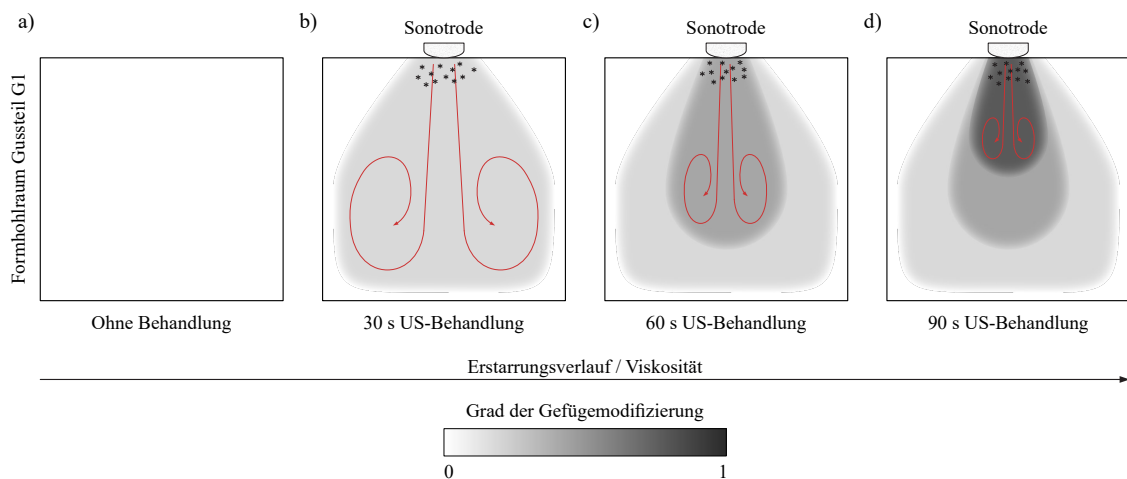 a)
b)
c)
d)
Sonotrode
Sonotrode
Sonotrode
Formhohlraum Gussteil G1
Ohne Behandlung
30 s US-Behandlung
60 s US-Behandlung
90 s US-Behandlung
Erstarrungsverlauf / Viskosität
Grad der Gefügemodifizierung
0
1